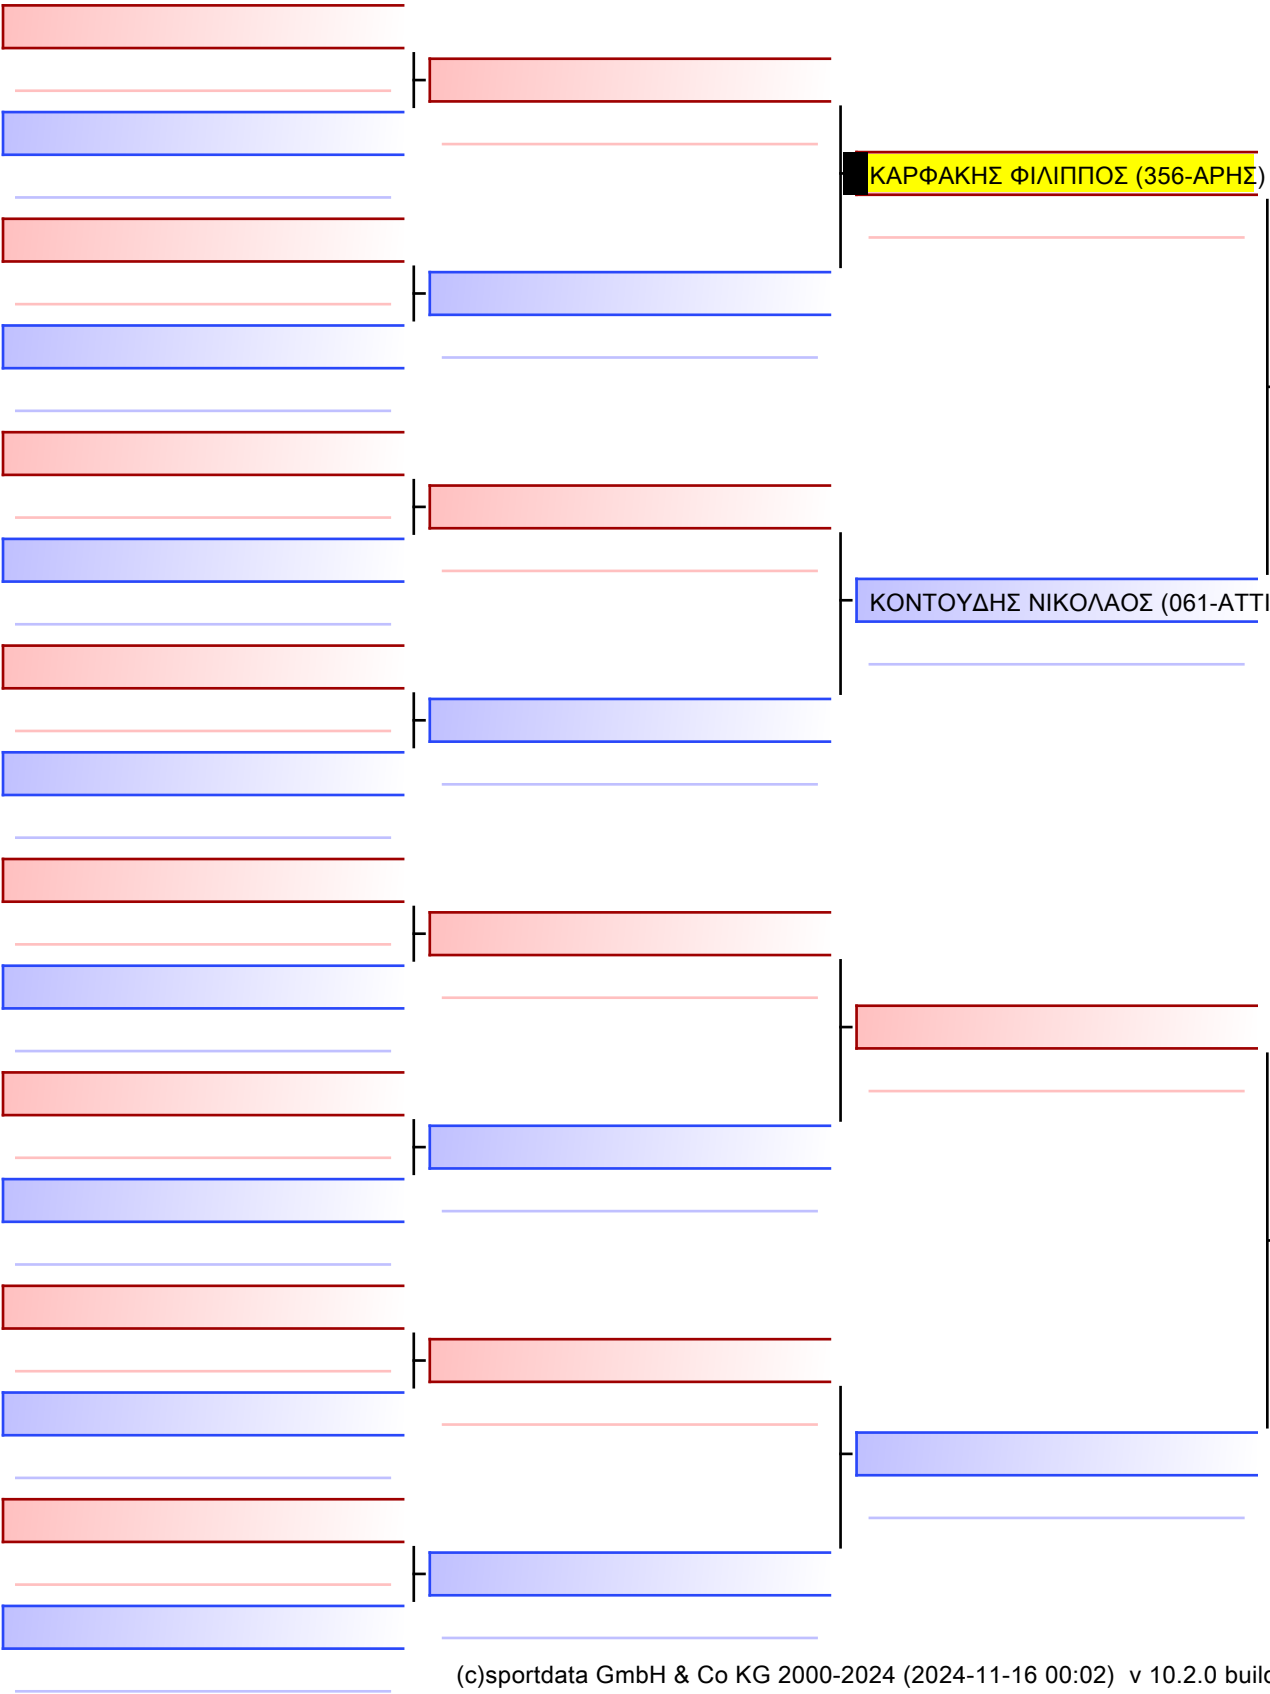 ΚΑΡΦΑΚΗΣ ΦΙΛΙΠΠΟΣ (356-ΑΡΗΣ)
ΚΟΝΤΟΥΔΗΣ ΝΙΚΟΛΑΟΣ (061-ΑΤΤΙ
(c)sportdata GmbH & Co KG 2000-2024 (2024-11-16 00:02) v 10.2.0 build